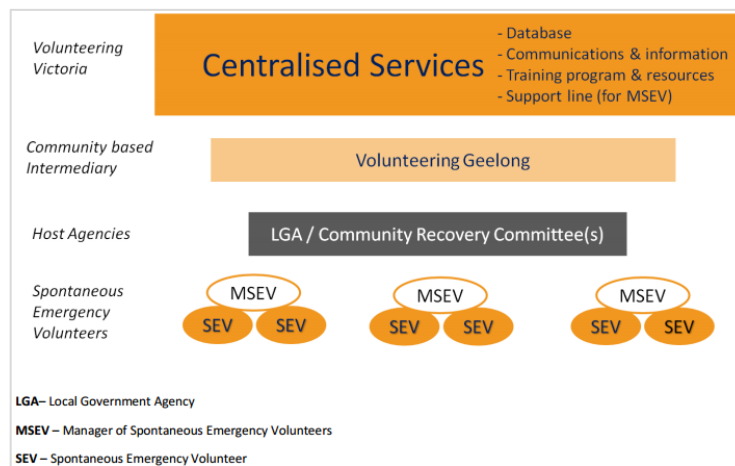 Volunteering
Victoria
Centralised Services
- Database
- Communications & information
- Training program & resources
- Support line (for MSEV)
Community based
Intermediary
Volunteering Geelong
Host Agencies
LGA / Community Recovery Committee(s)
Spontaneous
Emergency
Volunteers
MSEV
SEV SEV
MSEV
SEV SEV
MSEV
SEV SEV
LGA– Local Government Agency
MSEV – Manager of Spontaneous Emergency Volunteers
SEV – Spontaneous Emergency Volunteer